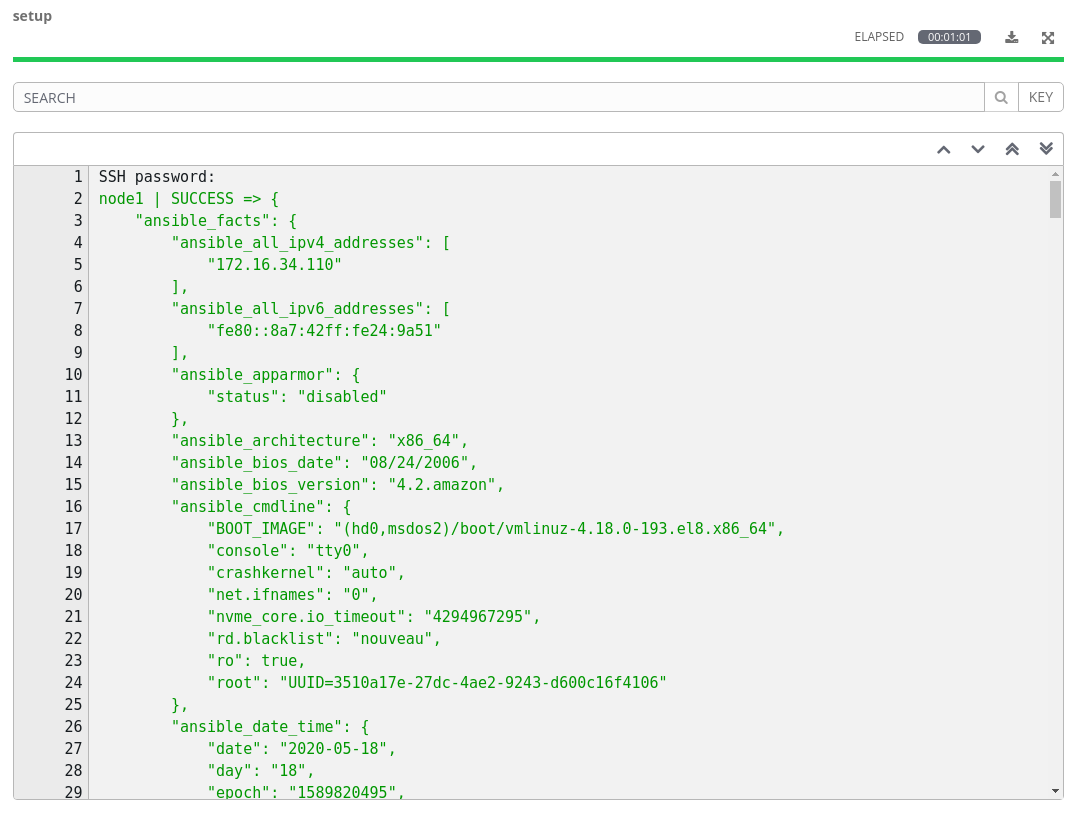 setup
ELAPSED 00:01:01
SEARCH KEY
1 SSH password:
2 node1 | SUCCESS => {
3     "ansible_facts": {
4         "ansible_all_ipv4_addresses": [
5             "172.16.34.110"
6         ],
7         "ansible_all_ipv6_addresses": [
8             "fe80::8a7:42ff:fe24:9a51"
9         ],
10         "ansible_apparmor": {
11             "status": "disabled"
12         },
13         "ansible_architecture": "x86_64",
14         "ansible_bios_date": "08/24/2006",
15         "ansible_bios_version": "4.2.amazon",
16         "ansible_cmdline": {
17             "BOOT_IMAGE": "(hd0,msdos2)/boot/vmlinuz-4.18.0-193.el8.x86_64",
18             "console": "tty0",
19             "crashkernel": "auto",
20             "net.ifnames": "0",
21             "nvme_core.io_timeout": "4294967295",
22             "rd.blacklist": "nouveau",
23             "ro": true,
24             "root": "UUID=3510a17e-27dc-4ae2-9243-d600c16f4106"
25         },
26         "ansible_date_time": {
27             "date": "2020-05-18",
28             "day": "18",
29             "epoch": "1589820495",